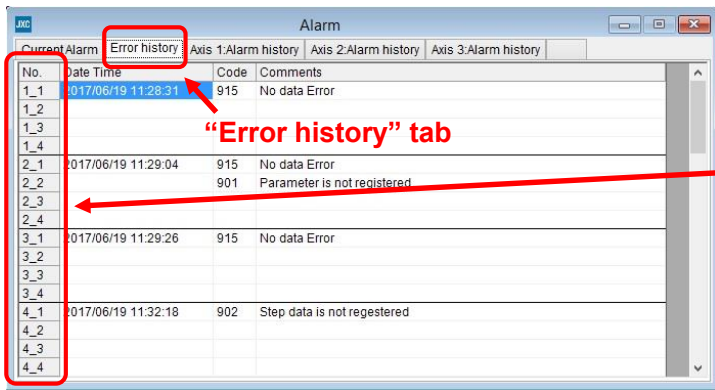 JXC Alarm
Current Alarm Error history Axis 1:Alarm history Axis 2:Alarm history Axis 3:Alarm history
No. Date Time Code Comments
1_1 2017/06/19 11:28:31 915 No data Error
1_2
1_3
1_4
“Error history” tab
2_1 2017/06/19 11:29:04 915 No data Error
2_2 901 Parameter is not registered
2_3
2_4
3_1 2017/06/19 11:29:26 915 No data Error
3_2
3_3
3_4
4_1 2017/06/19 11:32:18 902 Step data is not regestered
4_2
4_3
4_4